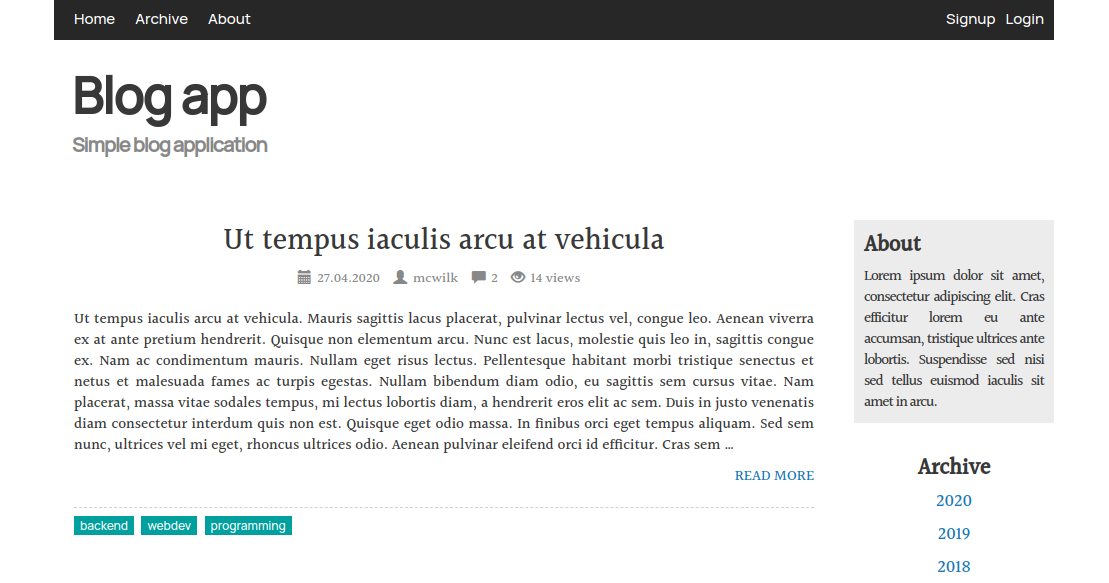 Home Archive About Signup Login
Blog app
Simple blog application
Ut tempus iaculis arcu at vehicula
27.04.2020 mcwilk 2 14 views
Ut tempus iaculis arcu at vehicula. Mauris sagittis lacus placerat, pulvinar lectus vel, congue leo. Aenean viverra
ex at ante pretium hendrerit. Quisque non elementum arcu. Nunc est lacus, molestie quis leo in, sagittis congue
ex. Nam ac condimentum mauris. Nullam eget risus lectus. Pellentesque habitant morbi tristique senectus et
netus et malesuada fames ac turpis egestas. Nullam bibendum diam odio, eu sagittis sem cursus vitae. Nam
placerat, massa vitae sodales tempus, mi lectus lobortis diam, a hendrerit eros elit ac sem. Duis in justo venenatis
diam consectetur interdum quis non est. Quisque eget odio massa. In finibus orci eget tempus aliquam. Sed sem
nunc, ultrices vel mi eget, rhoncus ultrices odio. Aenean pulvinar eleifend orci id efficitur. Cras sem ...
READ MORE
backend webdev programming
About
Lorem ipsum dolor sit amet,
consectetur adipiscing elit. Cras
efficitur lorem eu ante
accumsan, tristique ultrices ante
lobortis. Suspendisse sed nisi
sed tellus euismod iaculis sit
amet in arcu.
Archive
2020
2019
2018